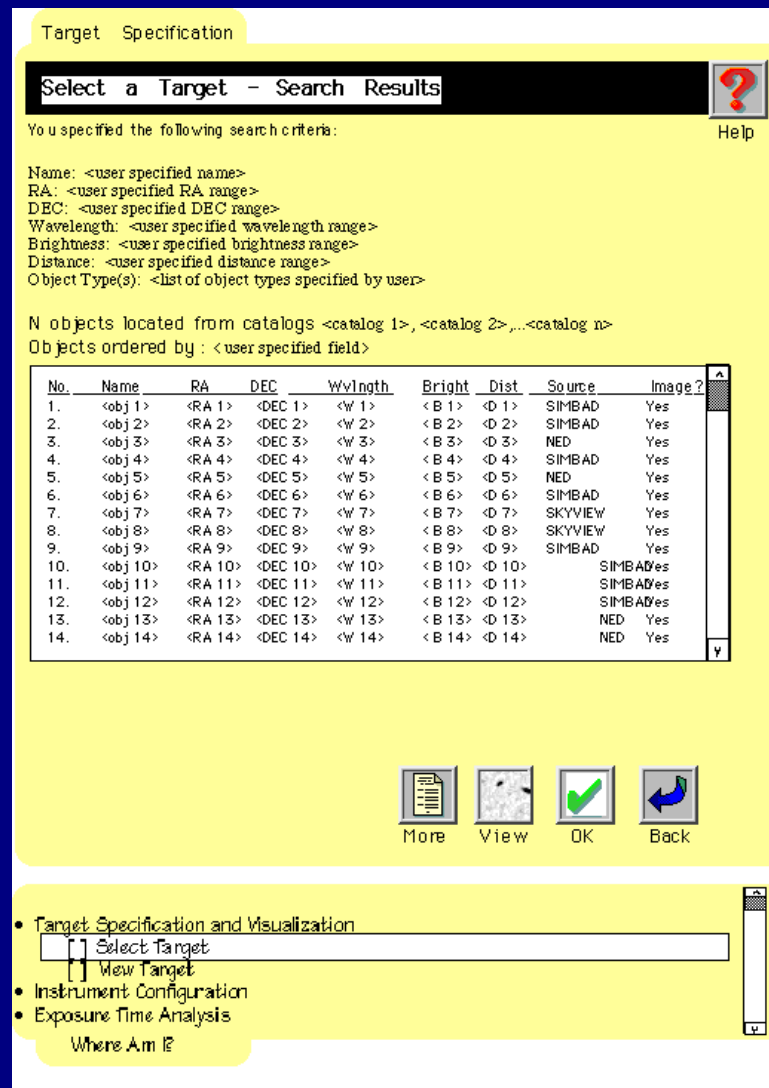 Target Specification
Select a Target - Search Results
Help
You specified the following search criteria:
Name: <user specified name>
RA: <user specified RA range>
DEC: <user specified DEC range>
Wavelength: <user specified wavelength range>
Brightness: <user specified brightness range>
Distance: <user specified distance range>
Object Type(s): <list of object types specified by user>
N objects located from catalogs <catalog 1>, <catalog 2>,...<catalog n>
Objects ordered by : <user specified field>
No. Name RA DEC Wvlngth Bright Dist Source Image?
1. <obj 1> <RA 1> <DEC 1> <W 1> <B 1> <D 1> SIMBAD Yes
2. <obj 2> <RA 2> <DEC 2> <W 2> <B 2> <D 2> SIMBAD Yes
3. <obj 3> <RA 3> <DEC 3> <W 3> <B 3> <D 3> NED Yes
4. <obj 4> <RA 4> <DEC 4> <W 4> <B 4> <D 4> SIMBAD Yes
5. <obj 5> <RA 5> <DEC 5> <W 5> <B 5> <D 5> NED Yes
6. <obj 6> <RA 6> <DEC 6> <W 6> <B 6> <D 6> SIMBAD Yes
7. <obj 7> <RA 7> <DEC 7> <W 7> <B 7> <D 7> SKYVIEW Yes
8. <obj 8> <RA 8> <DEC 8> <W 8> <B 8> <D 8> SKYVIEW Yes
9. <obj 9> <RA 9> <DEC 9> <W 9> <B 9> <D 9> SIMBAD Yes
10. <obj 10> <RA 10> <DEC 10> <W 10> <B 10> <D 10> SIMBAD Yes
11. <obj 11> <RA 11> <DEC 11> <W 11> <B 11> <D 11> SIMBAD Yes
12. <obj 12> <RA 12> <DEC 12> <W 12> <B 12> <D 12> SIMBAD Yes
13. <obj 13> <RA 13> <DEC 13> <W 13> <B 13> <D 13> NED Yes
14. <obj 14> <RA 14> <DEC 14> <W 14> <B 14> <D 14> NED Yes
More View OK Back
• Target Specification and Visualization
[ ] Select Target
[ ] View Target
• Instrument Configuration
• Exposure Time Analysis
Where Am I?